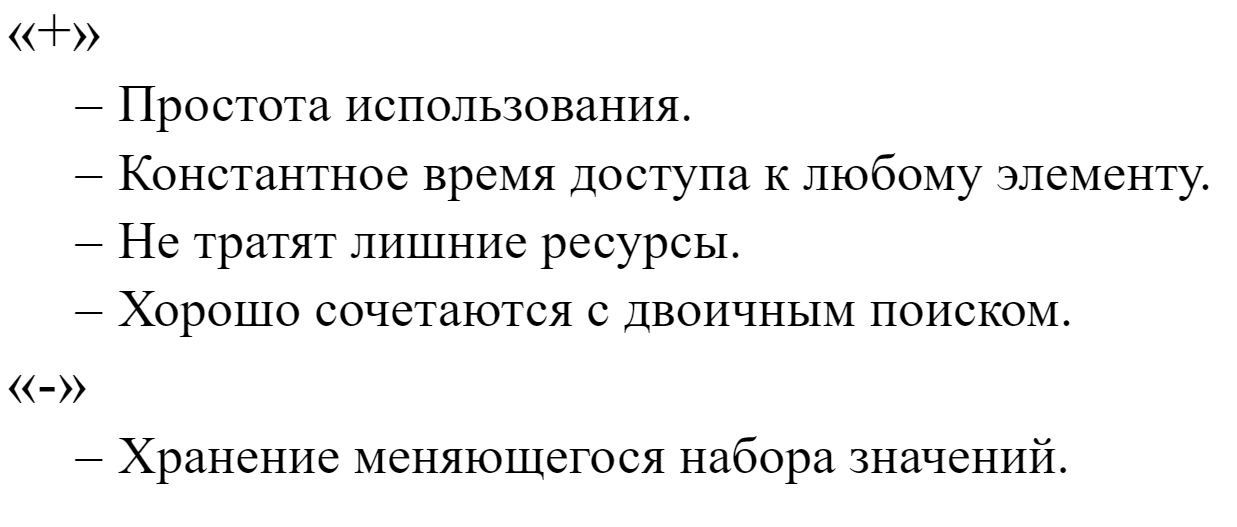 «+»
– Простота использования.
– Константное время доступа к любому элементу.
– Не тратят лишние ресурсы.
– Хорошо сочетаются с двоичным поиском.
«-»
– Хранение меняющегося набора значений.